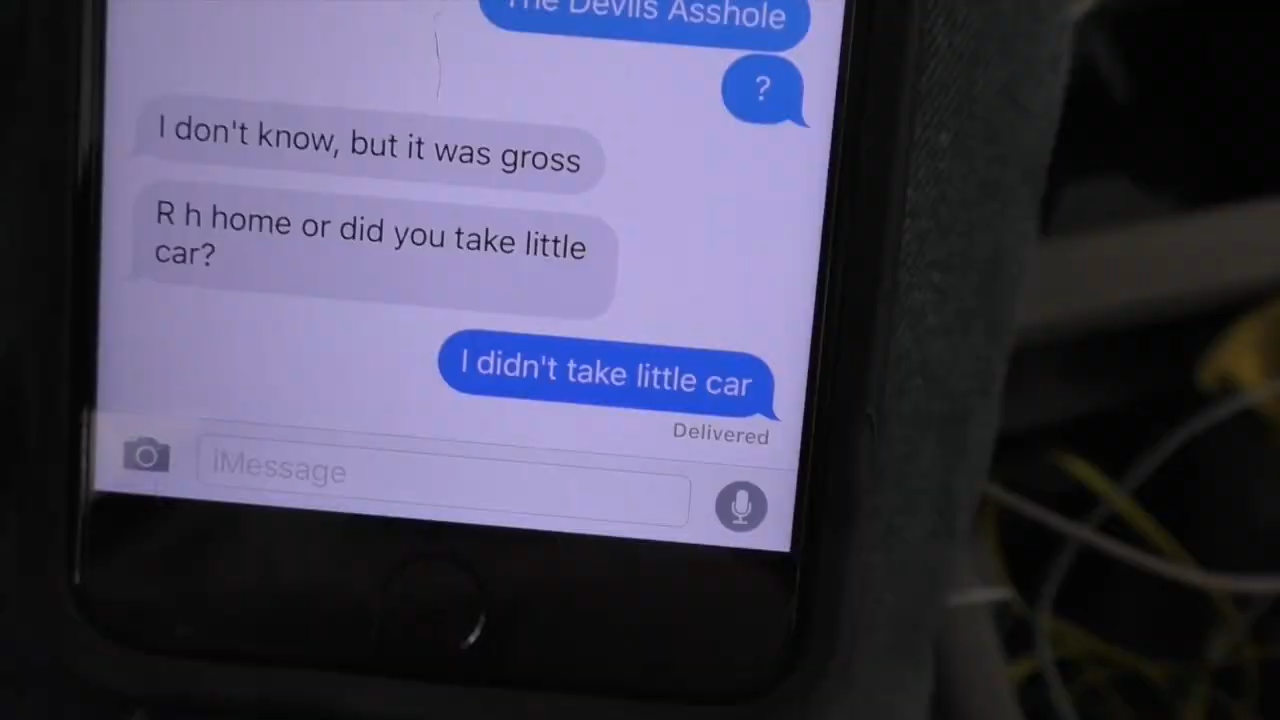 The Devils Asshole
?
I don't know, but it was gross
R h home or did you take little
car?
I didn't take little car
Delivered
iMessage